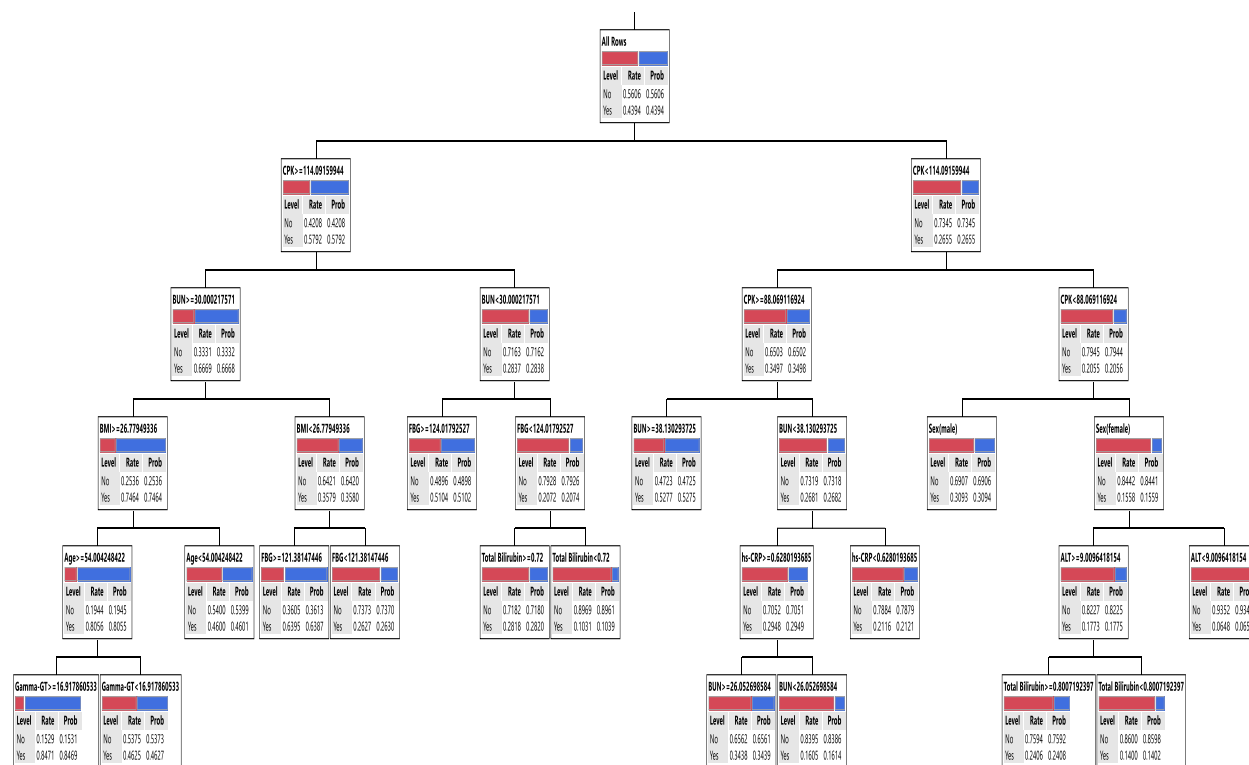 All Rows
Level Rate Prob
No 0.5606 0.5606
Yes 0.4394 0.4394
CPK>=114.09159944
Level Rate Prob
No 0.4208 0.4208
Yes 0.5792 0.5792
CPK<114.09159944
Level Rate Prob
No 0.7345 0.7345
Yes 0.2655 0.2655
BUN>=30.000217571
Level Rate Prob
No 0.3331 0.3332
Yes 0.6669 0.6668
BUN<30.000217571
Level Rate Prob
No 0.7163 0.7162
Yes 0.2837 0.2838
CPK>=88.069116924
Level Rate Prob
No 0.6503 0.6502
Yes 0.3497 0.3498
CPK<88.069116924
Level Rate Prob
No 0.7945 0.7944
Yes 0.2055 0.2056
BMI>=26.77949336
Level Rate Prob
No 0.2536 0.2536
Yes 0.7464 0.7464
BMI<26.77949336
Level Rate Prob
No 0.6421 0.6420
Yes 0.3579 0.3580
FBG>=124.01792527
Level Rate Prob
No 0.4896 0.4898
Yes 0.5104 0.5102
FBG<124.01792527
Level Rate Prob
No 0.7928 0.7926
Yes 0.2072 0.2074
BUN>=38.130293725
Level Rate Prob
No 0.4723 0.4725
Yes 0.5277 0.5275
BUN<38.130293725
Level Rate Prob
No 0.7319 0.7318
Yes 0.2681 0.2682
Sex(male)
Level Rate Prob
No 0.6907 0.6906
Yes 0.3093 0.3094
Sex(female)
Level Rate Prob
No 0.8442 0.8441
Yes 0.1558 0.1559
Age>=54.004248422
Level Rate Prob
No 0.1944 0.1945
Yes 0.8056 0.8055
Age<54.004248422
Level Rate Prob
No 0.5400 0.5399
Yes 0.4600 0.4601
FBG>=121.38147446
Level Rate Prob
No 0.3605 0.3613
Yes 0.6395 0.6387
FBG<121.38147446
Level Rate Prob
No 0.7373 0.7370
Yes 0.2627 0.2630
Total Bilirubin>=0.72
Level Rate Prob
No 0.7182 0.7180
Yes 0.2818 0.2820
Total Bilirubin<0.72
Level Rate Prob
No 0.8969 0.8961
Yes 0.1031 0.1039
hs-CRP>=0.6280193685
Level Rate Prob
No 0.7052 0.7051
Yes 0.2948 0.2949
hs-CRP<0.6280193685
Level Rate Prob
No 0.7884 0.7879
Yes 0.2116 0.2121
ALT>=9.0096418154
Level Rate Prob
No 0.8227 0.8225
Yes 0.1773 0.1775
ALT<9.0096418154
Level Rate Prob
No 0.9352 0.934
Yes 0.0648 0.065
Gamma-GT>=16.917860533
Level Rate Prob
No 0.1529 0.1531
Yes 0.8471 0.8469
Gamma-GT<16.917860533
Level Rate Prob
No 0.5375 0.5373
Yes 0.4625 0.4627
BUN>=26.052698584
Level Rate Prob
No 0.6562 0.6561
Yes 0.3438 0.3439
BUN<26.052698584
Level Rate Prob
No 0.8395 0.8386
Yes 0.1605 0.1614
Total Bilirubin>=0.8007192397
Level Rate Prob
No 0.7594 0.7592
Yes 0.2406 0.2408
Total Bilirubin<0.8007192397
Level Rate Prob
No 0.8600 0.8598
Yes 0.1400 0.1402